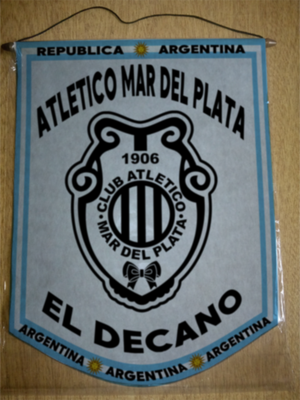 REPUBLICA ARGENTINA
ATLETICO MAR DEL PLATA
1906
CLUB ATLETICO
MAR DEL PLATA
EL DECANO
ARGENTINA ARGENTINA ARGENTINA